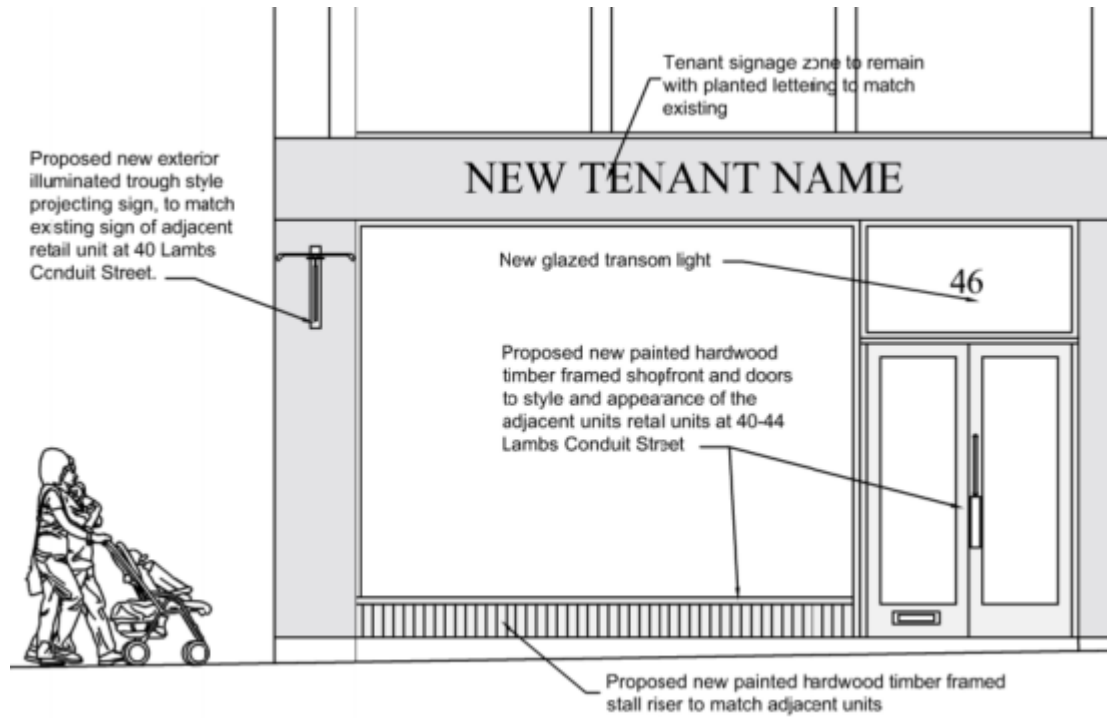 Tenant signage zone to remain
with planted lettering to match
existing
Proposed new exterior
illuminated trough style
projecting sign, to match
existing sign of adjacent
retail unit at 40 Lambs
Conduit Street.
NEW TENANT NAME
New glazed transom light
46
Proposed new painted hardwood
timber framed shopfront and doors
to style and appearance of the
adjacent units retal units at 40-44
Lambs Conduit Street
Proposed new painted hardwood timber framed
stall riser to match adjacent units